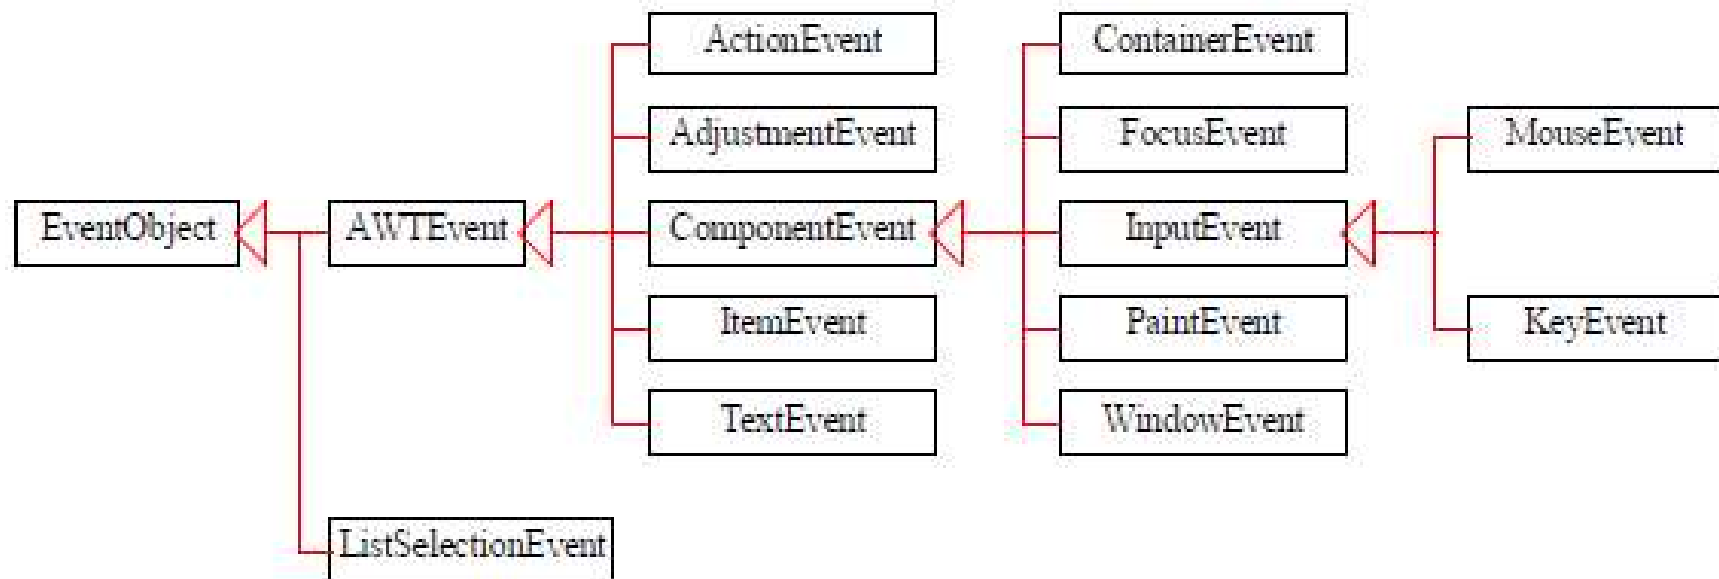 ActionEvent
ContainerEvent
AdjustmentEvent
FocusEvent
MouseEvent
EventObject
AWTEvent
ComponentEvent
InputEvent
ItemEvent
PaintEvent
KeyEvent
TextEvent
WindowEvent
ListSelectionEvent